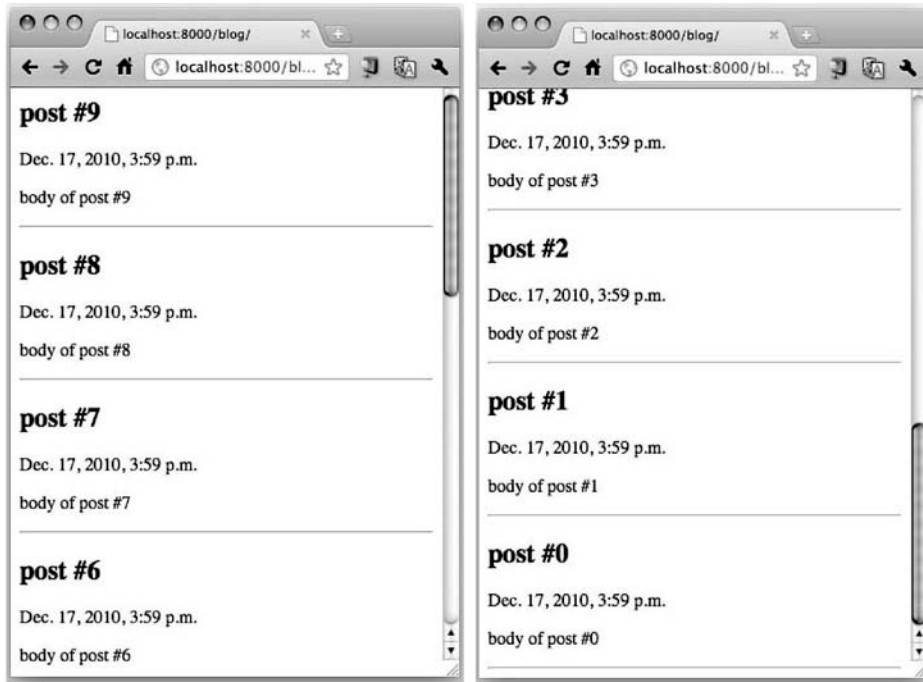 localhost:8000/blog/
localhost:8000/bl...
post #9
Dec. 17, 2010, 3:59 p.m.
body of post #9
post #8
Dec. 17, 2010, 3:59 p.m.
body of post #8
post #7
Dec. 17, 2010, 3:59 p.m.
body of post #7
post #6
Dec. 17, 2010, 3:59 p.m.
body of post #6
localhost:8000/blog/
localhost:8000/bl...
post #3
Dec. 17, 2010, 3:59 p.m.
body of post #3
post #2
Dec. 17, 2010, 3:59 p.m.
body of post #2
post #1
Dec. 17, 2010, 3:59 p.m.
body of post #1
post #0
Dec. 17, 2010, 3:59 p.m.
body of post #0